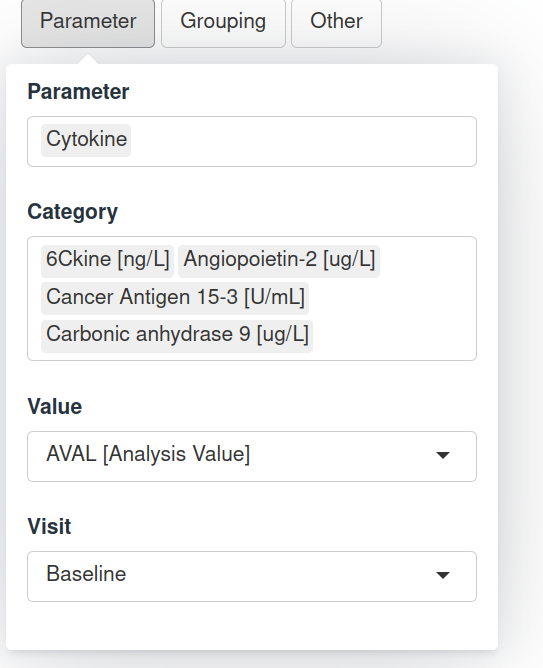 Parameter Grouping Other
Parameter
Cytokine
Category
6Ckine [ng/L] Angiopoietin-2 [ug/L]
Cancer Antigen 15-3 [U/mL]
Carbonic anhydrase 9 [ug/L]
Value
AVAL [Analysis Value]
Visit
Baseline